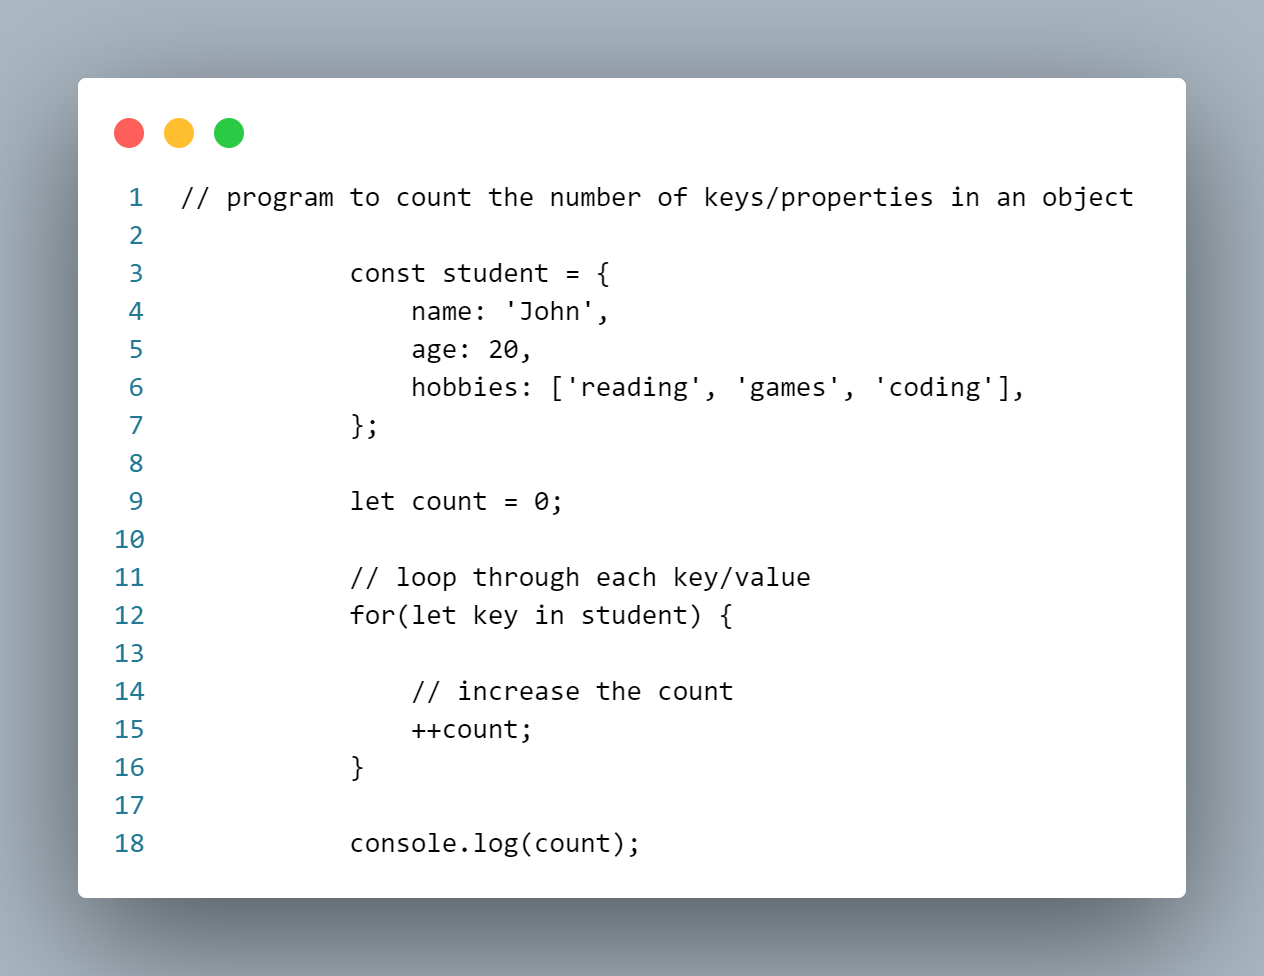 1 // program to count the number of keys/properties in an object
2
3 const student = {
4 name: 'John',
5 age: 20,
6 hobbies: ['reading', 'games', 'coding'],
7 };
8
9 let count = 0;
10
11 // loop through each key/value
12 for(let key in student) {
13
14 // increase the count
15 ++count;
16 }
17
18 console.log(count);